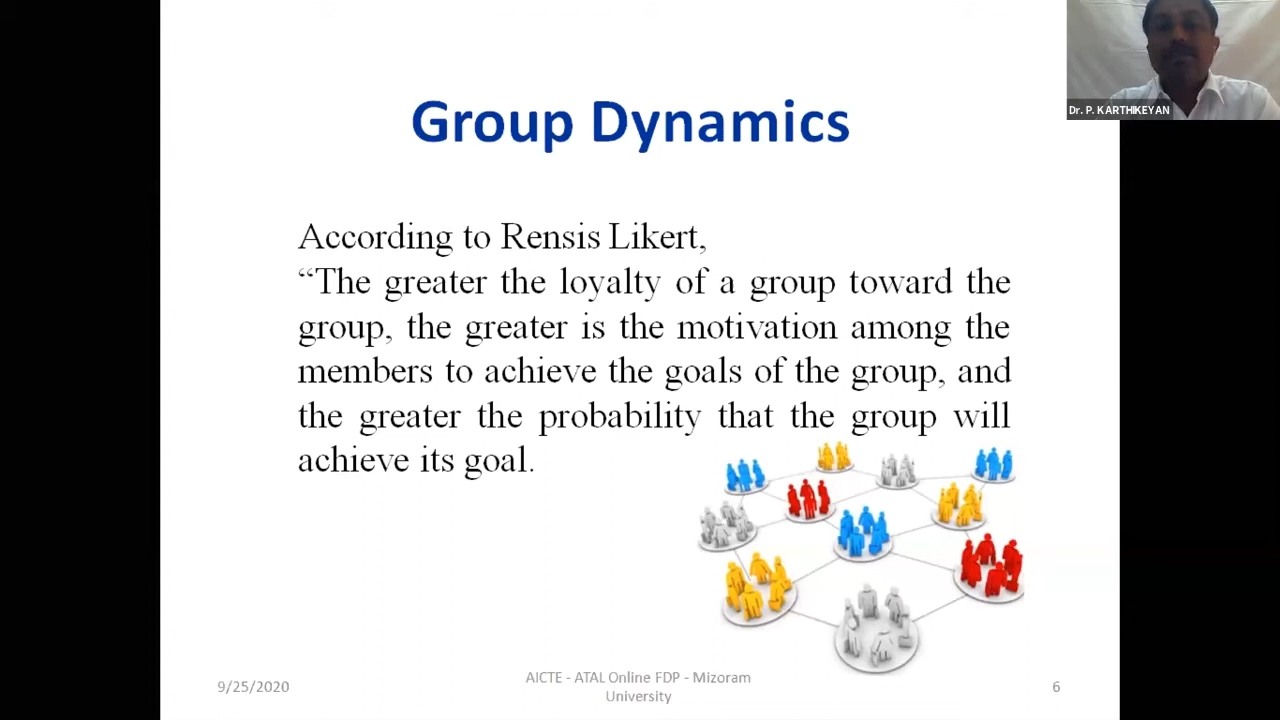 Dr. P. KARTHIKEYAN
Group Dynamics
According to Rensis Likert,
“The greater the loyalty of a group toward the
group, the greater is the motivation among the
members to achieve the goals of the group, and
the greater the probability that the group will
achieve its goal.
9/25/2020
AICTE - ATAL Online FDP - Mizoram
University
6